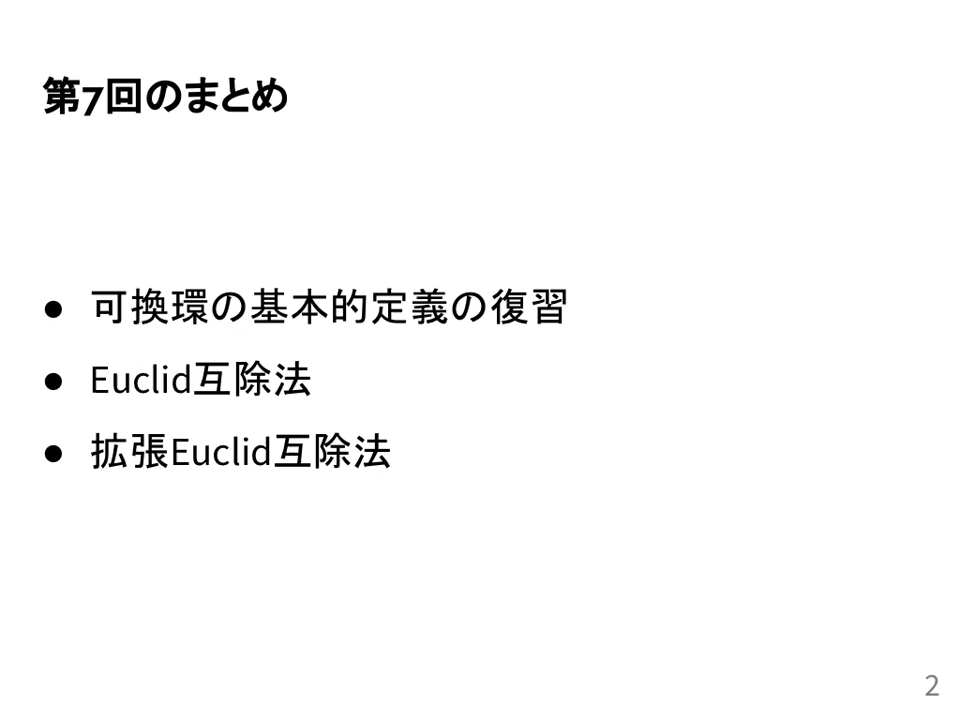 第7回のまとめ
● 可換環の基本的定義の復習
● Euclid互除法
● 拡張Euclid互除法
2